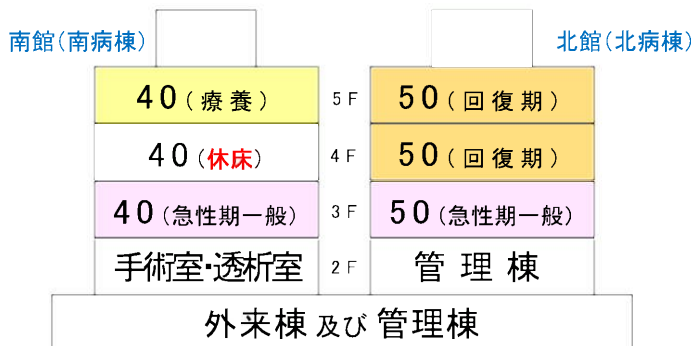 南館(南病棟) 北館(北病棟)
40(療養) 5F 50(回復期)
40(休床) 4F 50(回復期)
40(急性期一般) 3F 50(急性期一般)
手術室・透析室 2F 管理棟
外来棟及び管理棟